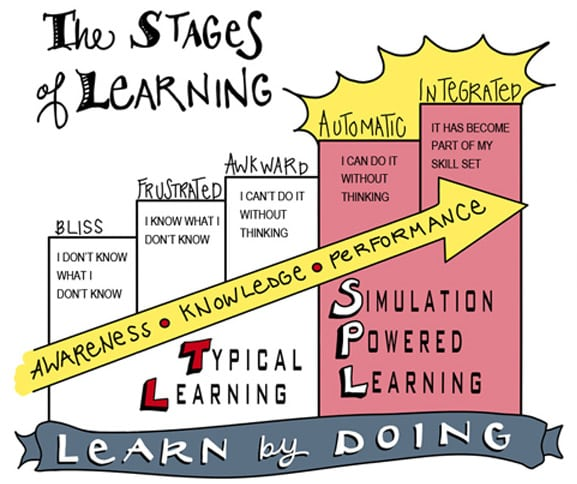 The STAGES
of LEARNING
BLISS
I DON'T KNOW
WHAT I
DON'T KNOW
FRUSTRATED
I KNOW WHAT I
DON'T KNOW
AWKWARD
I CAN'T DO IT
WITHOUT
THINKING
AUTOMATIC
I CAN DO IT
WITHOUT
THINKING
INTEGRATED
IT HAS BECOME
PART OF MY
SKILL SET
AWARENESS • KNOWLEDGE • PERFORMANCE
TYPICAL
LEARNING
SIMULATION
POWERED
LEARNING
LEARN by DOING